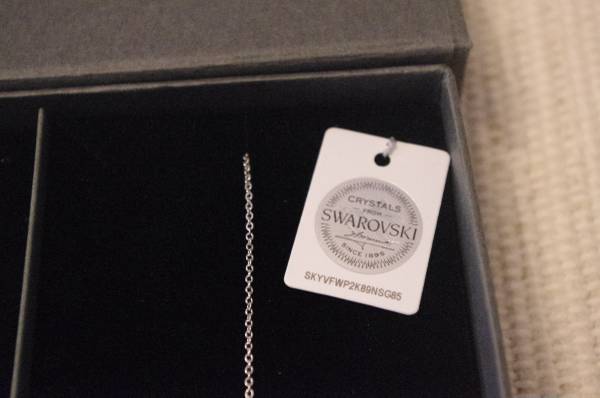 CRYSTALS
FROM
SWAROVSKI
SINCE 1895
SKYVFWP2K89NSG85